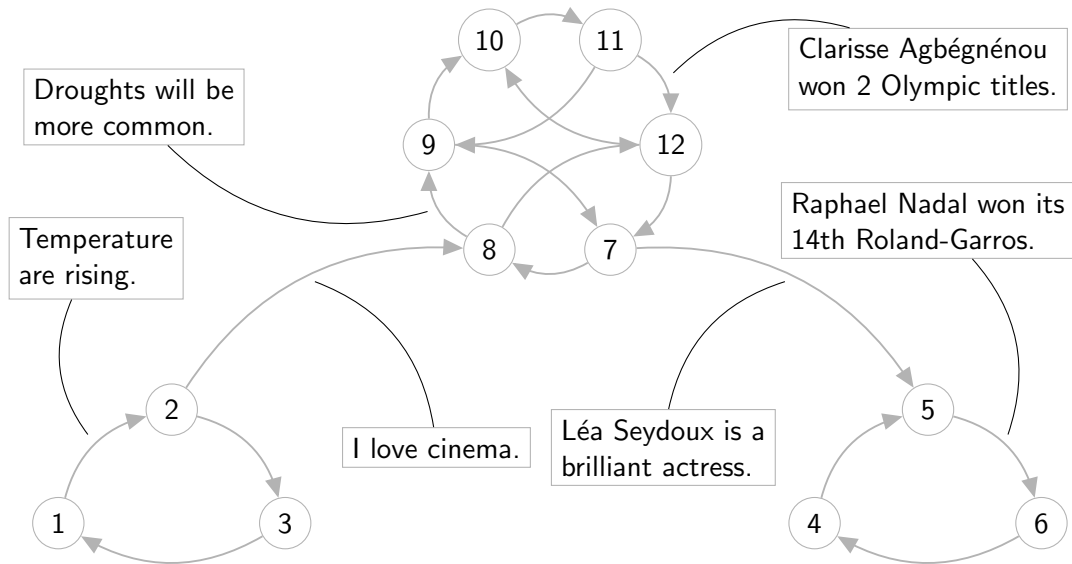 10
11
Clarisse Agbégnénou
won 2 Olympic titles.
Droughts will be
more common.
9
12
Raphael Nadal won its
14th Roland-Garros.
Temperature
are rising.
8
7
2
5
I love cinema.
Léa Seydoux is a
brilliant actress.
1
3
4
6